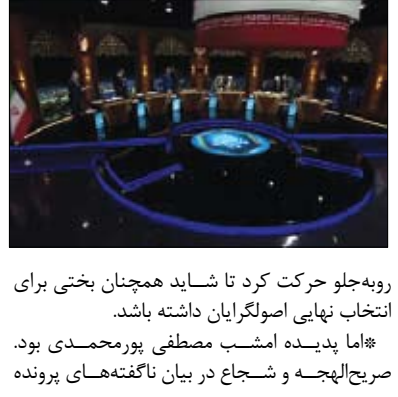 روبه‌جلو حرکت کرد تا شـاید همچنان بختی برای
انتخاب نهایی اصولگرایان داشته باشد.
*اما پدیـده امشـب مصطفی پورمحمـدی بود.
صریح‌الهجـه و شـجاع در بیان ناگفته‌هـای پرونده